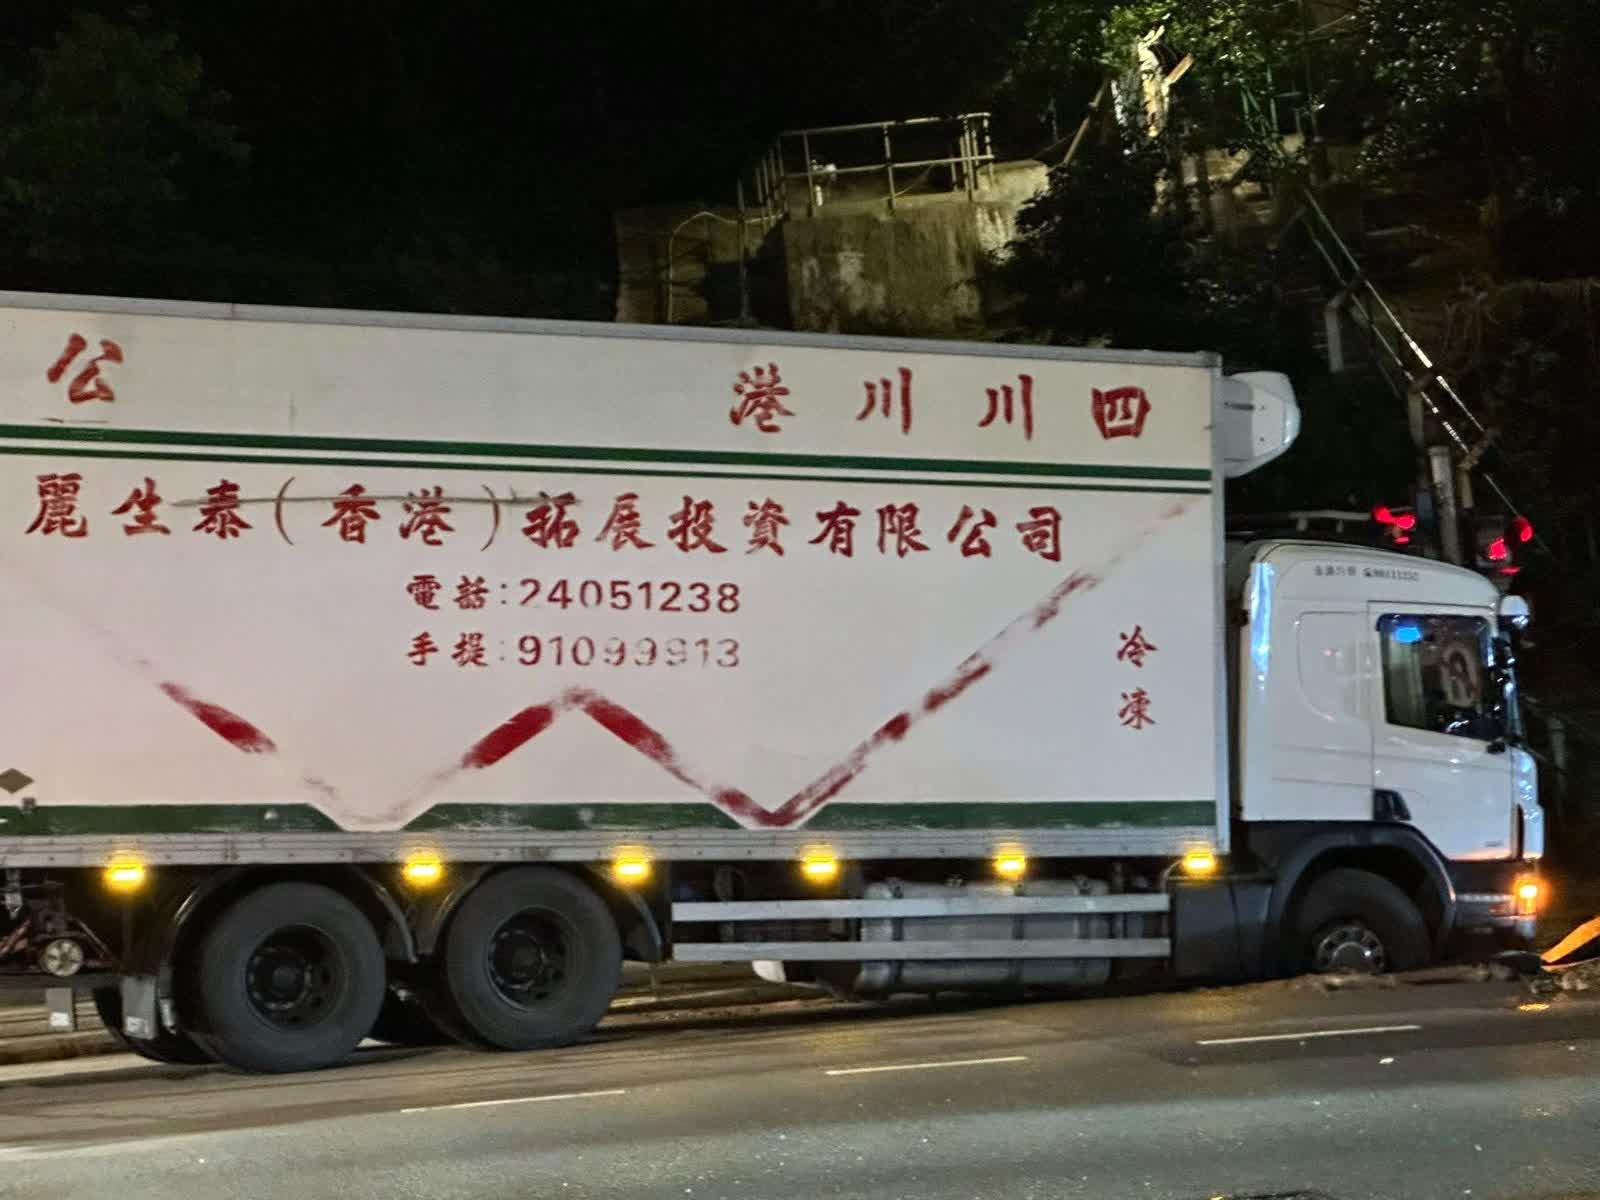 公 港川川四
麗生泰(香港)拓展投資有限公司
電話:24051238
手提:91099913
冷
凍